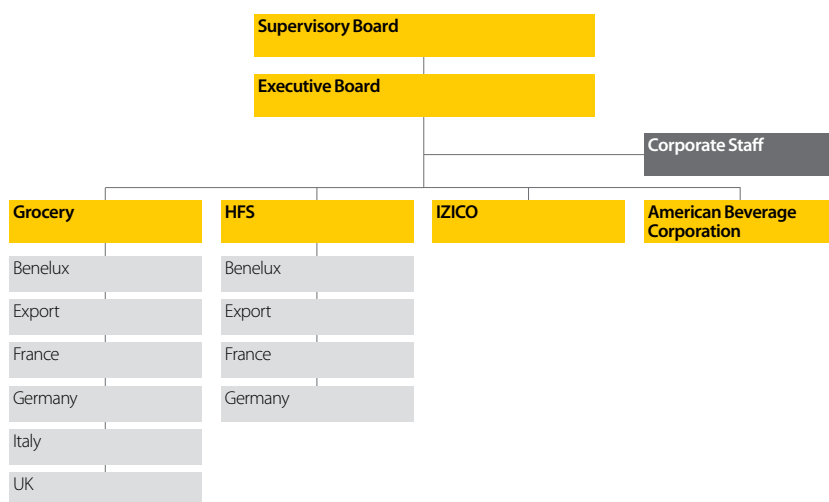 Supervisory Board
Executive Board
Corporate Staff
Grocery
HFS
IZICO
American Beverage
Corporation
Benelux
Export
France
Germany
Italy
UK
Benelux
Export
France
Germany